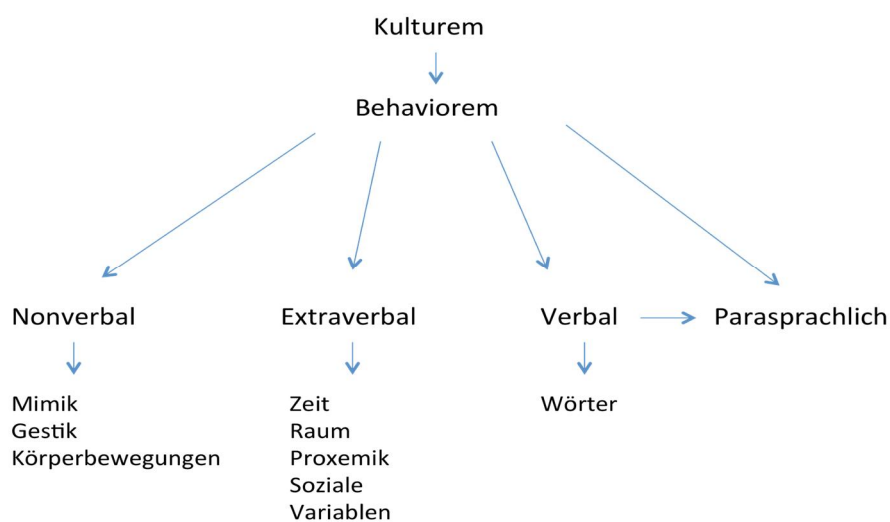 Kulturem
Behaviorem
Nonverbal
Extraverbal
Verbal
Parasprachlich
Mimik
Gestik
Körperbewegungen
Zeit
Raum
Proxemik
Soziale
Variablen
Wörter